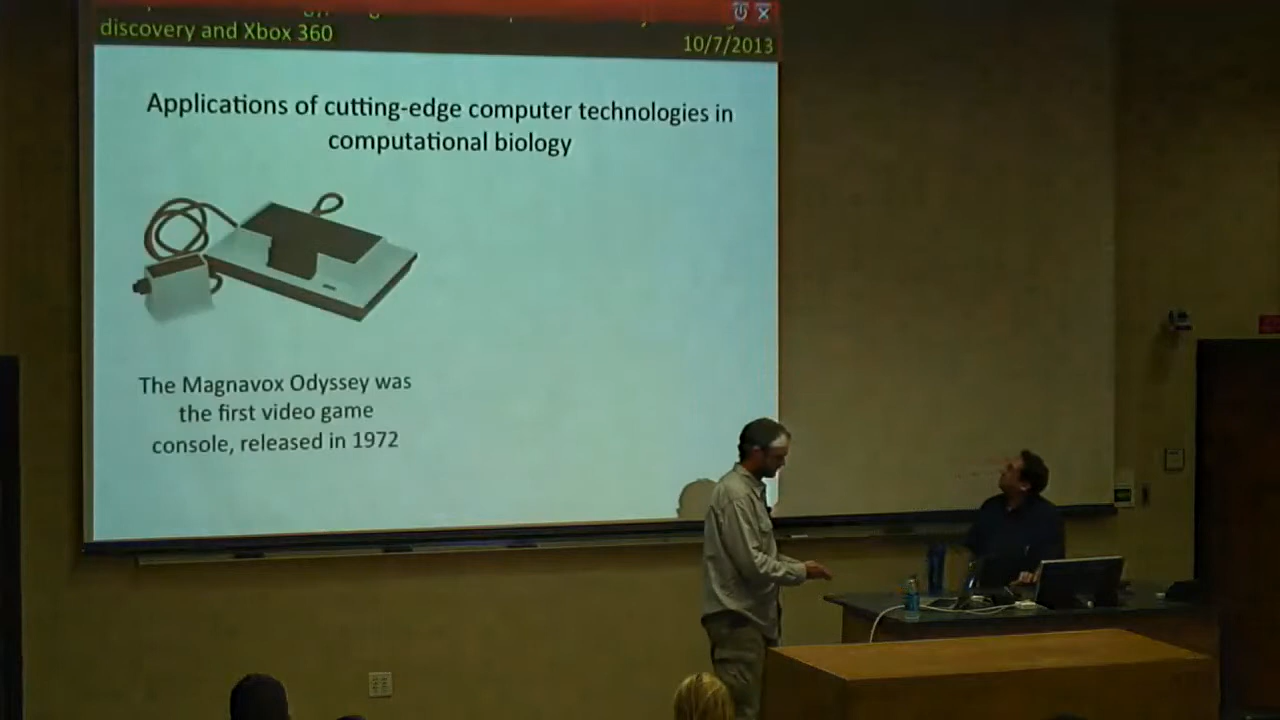 discovery and Xbox 360
10/7/2013
Applications of cutting-edge computer technologies in
computational biology
The Magnavox Odyssey was
the first video game
console, released in 1972